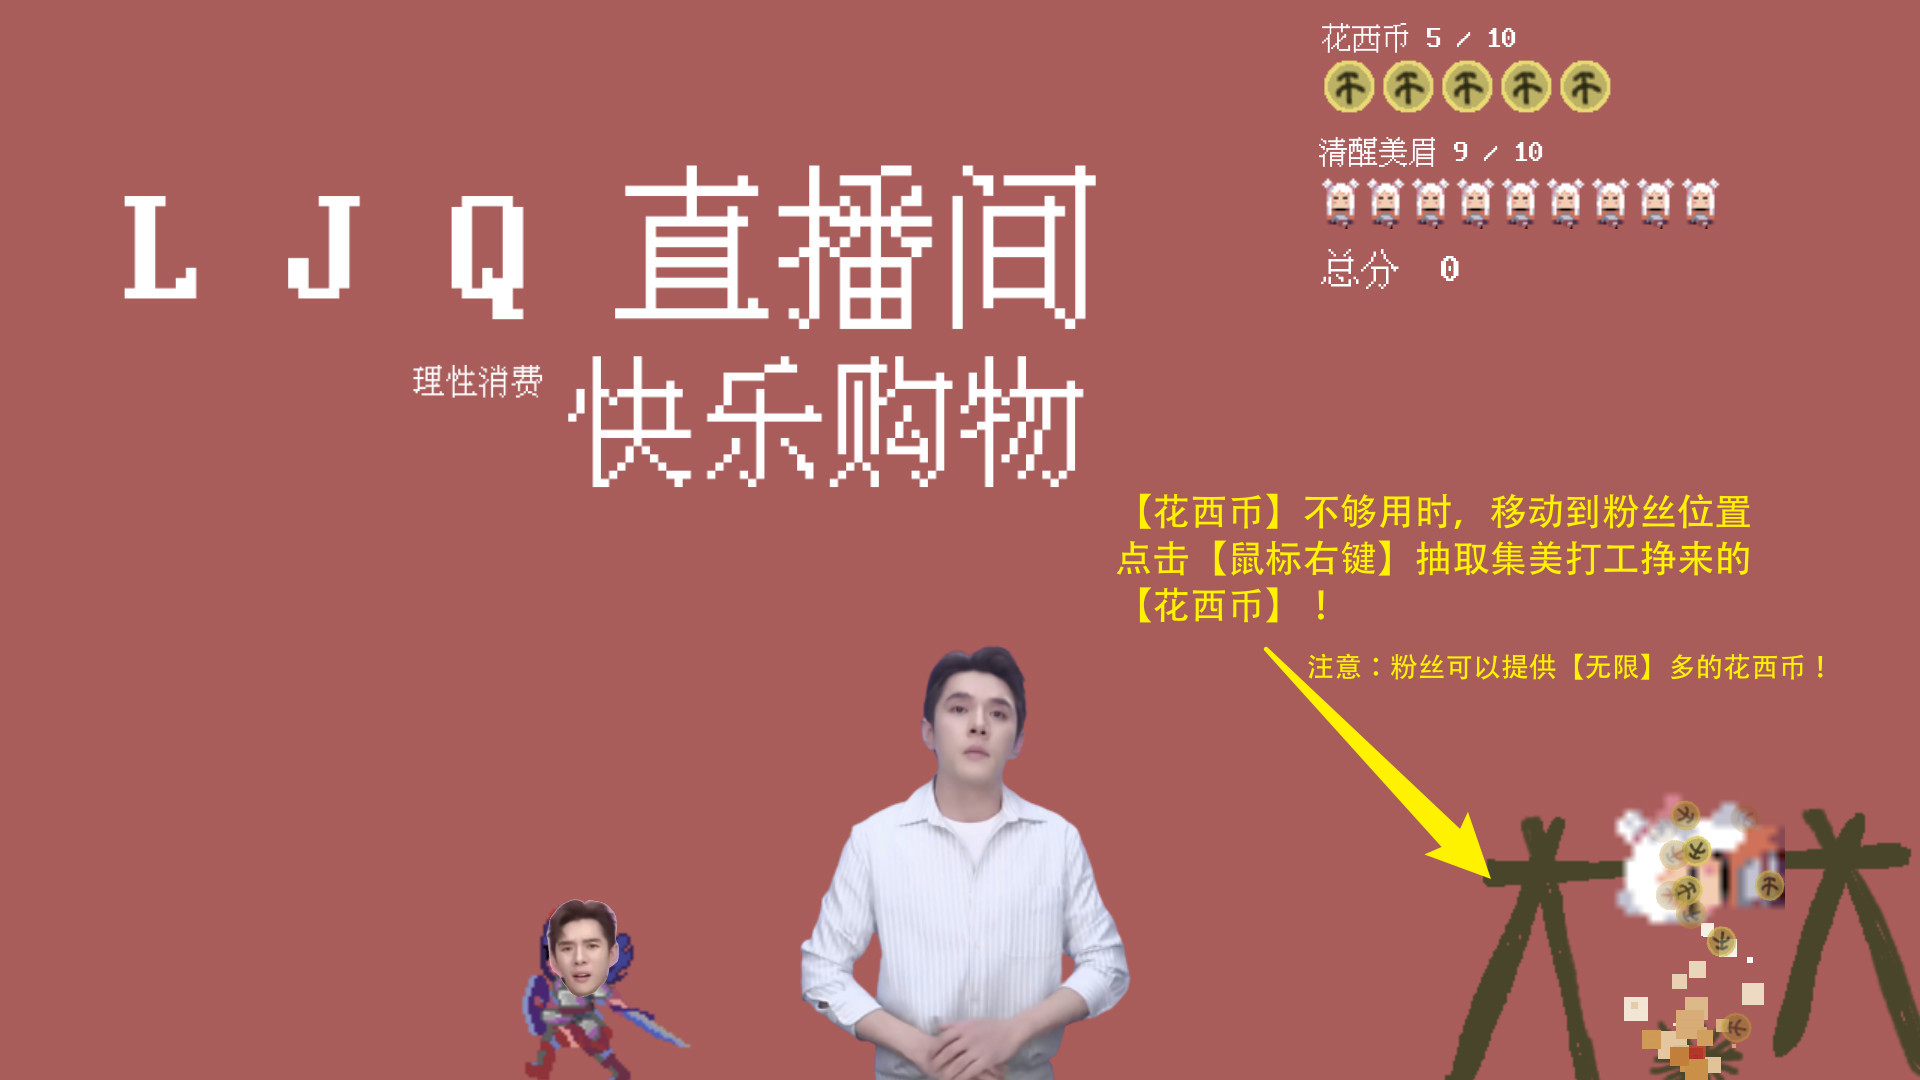 花西币 5 / 10
清醒美眉 9 / 10
总分 0
L J Q 直播间
理性消费 快乐购物
【花西币】不够用时，移动到粉丝位置
点击【鼠标右键】抽取集美打工挣来的
【花西币】！
注意：粉丝可以提供【无限】多的花西币！